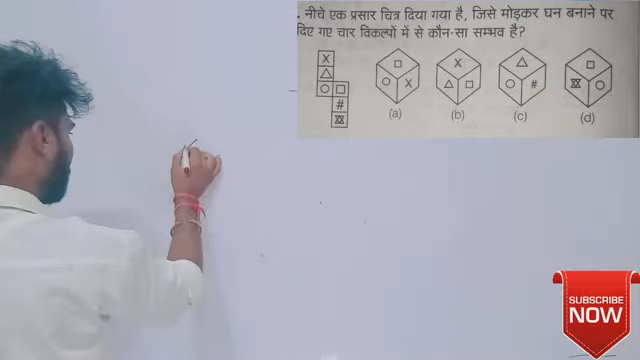 . नीचे एक प्रसार चित्र दिया गया है, जिसे मोड़कर घन बनाने पर
दिए गए चार विकल्पों में से कौन-सा सम्भव है?
X
△
○ □
#
X □ X △ □
○ X △ □ ○ # ○
(a) (b) (c) (d)
SUBSCRIBE
NOW